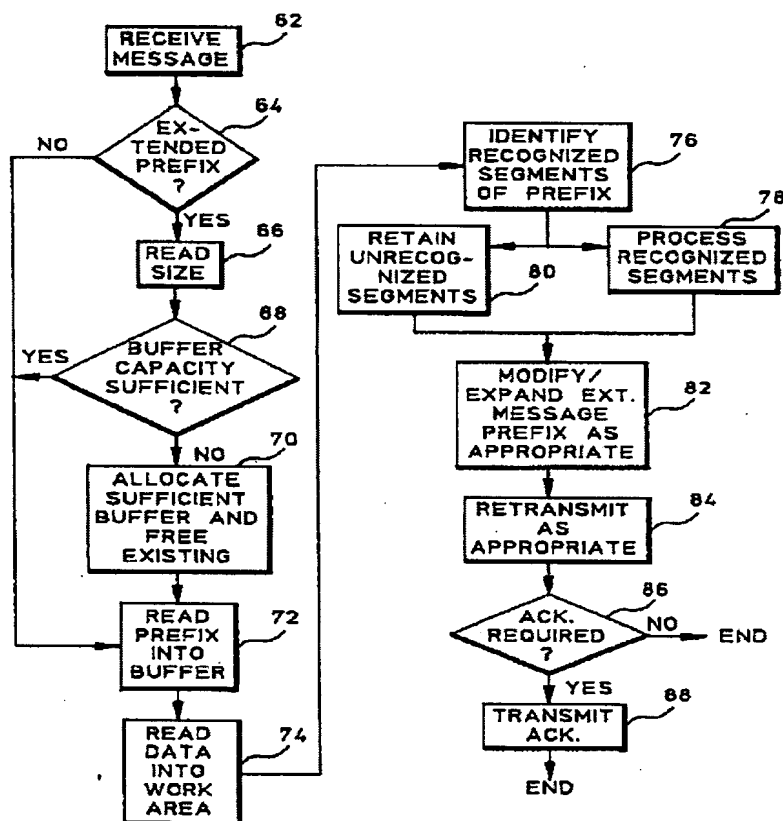 RECEIVE
MESSAGE
62
EX-
TENDED
PREFIX
?
64
NO
YES
READ
SIZE
66
BUFFER
CAPACITY
SUFFICIENT
?
68
YES
NO
70
ALLOCATE
SUFFICIENT
BUFFER AND
FREE
EXISTING
READ
PREFIX
INTO
BUFFER
72
READ
DATA
INTO
WORK
AREA
74
IDENTIFY
RECOGNIZED
SEGMENTS
OF PREFIX
76
RETAIN
UNRECOG-
NIZED
SEGMENTS
80
PROCESS
RECOGNIZED
SEGMENTS
78
MODIFY/
EXPAND EXT.
MESSAGE
PREFIX AS
APPROPRIATE
82
RETRANSMIT
AS
APPROPRIATE
84
ACK.
REQUIRED
?
86
NO
END
YES
TRANSMIT
ACK.
88
END